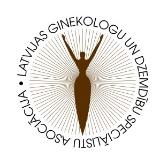 LATVIJAS GINEKOLOGU UN DZEMDĪBU SPECIĀLISTU ASOCIĀCIJA •